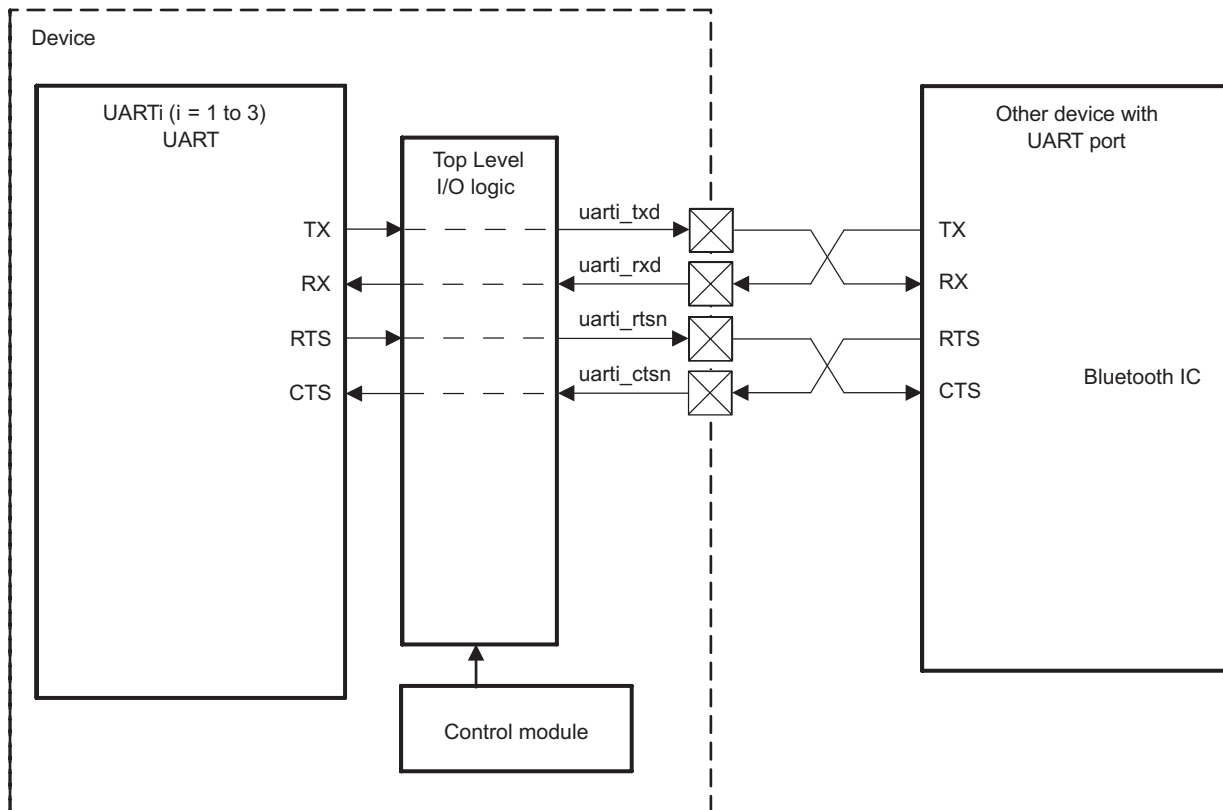 Device
UARTi (i = 1 to 3)
UART
Top Level
I/O logic
Other device with
UART port
TX
uarti_txd
TX
RX
uarti_rxd
RX
RTS
uarti_rtsn
RTS
CTS
uarti_ctsn
CTS
Bluetooth IC
Control module